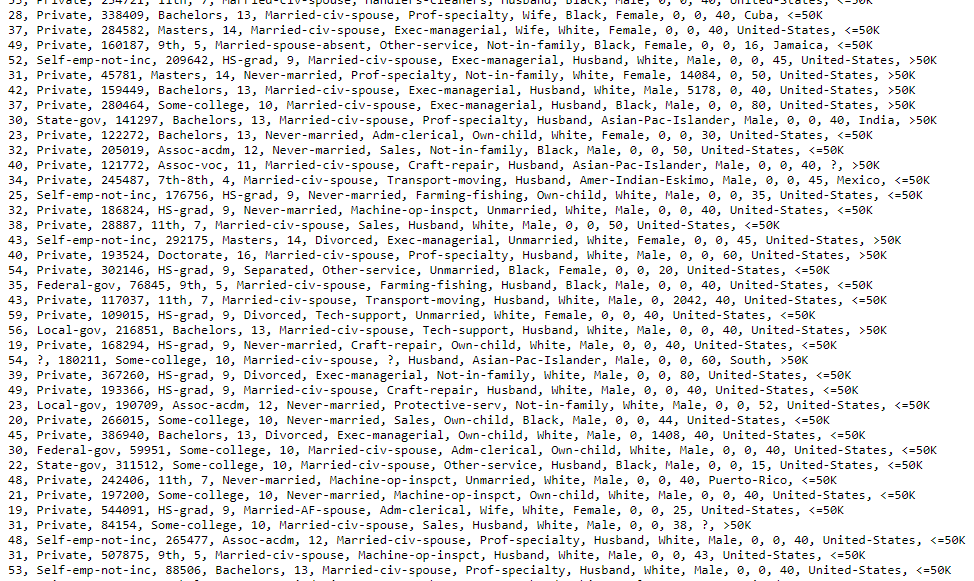 53, Private, 234721, 11th, 7, Married-civ-spouse, Handlers-cleaners, Husband, Black, Male, 0, 0, 40, United-States, <=50K
28, Private, 338409, Bachelors, 13, Married-civ-spouse, Prof-specialty, Wife, Black, Female, 0, 0, 40, Cuba, <=50K
37, Private, 284582, Masters, 14, Married-civ-spouse, Exec-managerial, Wife, White, Female, 0, 0, 40, United-States, <=50K
49, Private, 160187, 9th, 5, Married-spouse-absent, Other-service, Not-in-family, Black, Female, 0, 0, 16, Jamaica, <=50K
52, Self-emp-not-inc, 209642, HS-grad, 9, Married-civ-spouse, Exec-managerial, Husband, White, Male, 0, 0, 45, United-States, >50K
31, Private, 45781, Masters, 14, Never-married, Prof-specialty, Not-in-family, White, Female, 14084, 0, 50, United-States, >50K
42, Private, 159449, Bachelors, 13, Married-civ-spouse, Exec-managerial, Husband, White, Male, 5178, 0, 40, United-States, >50K
37, Private, 280464, Some-college, 10, Married-civ-spouse, Exec-managerial, Husband, Black, Male, 0, 0, 80, United-States, >50K
30, State-gov, 141297, Bachelors, 13, Married-civ-spouse, Prof-specialty, Husband, Asian-Pac-Islander, Male, 0, 0, 40, India, >50K
23, Private, 122272, Bachelors, 13, Never-married, Adm-clerical, Own-child, White, Female, 0, 0, 30, United-States, <=50K
32, Private, 205019, Assoc-acdm, 12, Never-married, Sales, Not-in-family, Black, Male, 0, 0, 50, United-States, <=50K
40, Private, 121772, Assoc-voc, 11, Married-civ-spouse, Craft-repair, Husband, Asian-Pac-Islander, Male, 0, 0, 40, ?, >50K
34, Private, 245487, 7th-8th, 4, Married-civ-spouse, Transport-moving, Husband, Amer-Indian-Eskimo, Male, 0, 0, 45, Mexico, <=50K
25, Self-emp-not-inc, 176756, HS-grad, 9, Never-married, Farming-fishing, Own-child, White, Male, 0, 0, 35, United-States, <=50K
32, Private, 186824, HS-grad, 9, Never-married, Machine-op-inspct, Unmarried, White, Male, 0, 0, 40, United-States, <=50K
38, Private, 28887, 11th, 7, Married-civ-spouse, Sales, Husband, White, Male, 0, 0, 50, United-States, <=50K
43, Self-emp-not-inc, 292175, Masters, 14, Divorced, Exec-managerial, Unmarried, White, Female, 0, 0, 45, United-States, >50K
40, Private, 193524, Doctorate, 16, Married-civ-spouse, Prof-specialty, Husband, White, Male, 0, 0, 60, United-States, >50K
54, Private, 302146, HS-grad, 9, Separated, Other-service, Unmarried, Black, Female, 0, 0, 20, United-States, <=50K
35, Federal-gov, 76845, 9th, 5, Married-civ-spouse, Farming-fishing, Husband, Black, Male, 0, 0, 40, United-States, <=50K
43, Private, 117037, 11th, 7, Married-civ-spouse, Transport-moving, Husband, White, Male, 0, 2042, 40, United-States, <=50K
59, Private, 109015, HS-grad, 9, Divorced, Tech-support, Unmarried, White, Female, 0, 0, 40, United-States, <=50K
56, Local-gov, 216851, Bachelors, 13, Married-civ-spouse, Tech-support, Husband, White, Male, 0, 0, 40, United-States, >50K
19, Private, 168294, HS-grad, 9, Never-married, Craft-repair, Own-child, White, Male, 0, 0, 40, United-States, <=50K
54, ?, 180211, Some-college, 10, Married-civ-spouse, ?, Husband, Asian-Pac-Islander, Male, 0, 0, 60, South, >50K
39, Private, 367260, HS-grad, 9, Divorced, Exec-managerial, Not-in-family, White, Male, 0, 0, 80, United-States, <=50K
49, Private, 193366, HS-grad, 9, Married-civ-spouse, Craft-repair, Husband, White, Male, 0, 0, 40, United-States, <=50K
23, Local-gov, 190709, Assoc-acdm, 12, Never-married, Protective-serv, Not-in-family, White, Male, 0, 0, 52, United-States, <=50K
20, Private, 266015, Some-college, 10, Never-married, Sales, Own-child, Black, Male, 0, 0, 44, United-States, <=50K
45, Private, 386940, Bachelors, 13, Divorced, Exec-managerial, Own-child, White, Male, 0, 1408, 40, United-States, <=50K
30, Federal-gov, 59951, Some-college, 10, Married-civ-spouse, Adm-clerical, Own-child, White, Male, 0, 0, 40, United-States, <=50K
22, State-gov, 311512, Some-college, 10, Married-civ-spouse, Other-service, Husband, Black, Male, 0, 0, 15, United-States, <=50K
48, Private, 242406, 11th, 7, Never-married, Machine-op-inspct, Unmarried, White, Male, 0, 0, 40, Puerto-Rico, <=50K
21, Private, 197200, Some-college, 10, Never-married, Machine-op-inspct, Own-child, White, Male, 0, 0, 40, United-States, <=50K
19, Private, 544091, HS-grad, 9, Married-AF-spouse, Adm-clerical, Wife, White, Female, 0, 0, 25, United-States, <=50K
31, Private, 84154, Some-college, 10, Married-civ-spouse, Sales, Husband, White, Male, 0, 0, 38, ?, >50K
48, Self-emp-not-inc, 265477, Assoc-acdm, 12, Married-civ-spouse, Prof-specialty, Husband, White, Male, 0, 0, 40, United-States, <=50K
31, Private, 507875, 9th, 5, Married-civ-spouse, Machine-op-inspct, Husband, White, Male, 0, 0, 43, United-States, <=50K
53, Self-emp-not-inc, 88506, Bachelors, 13, Married-civ-spouse, Prof-specialty, Husband, White, Male, 0, 0, 40, United-States, <=50K